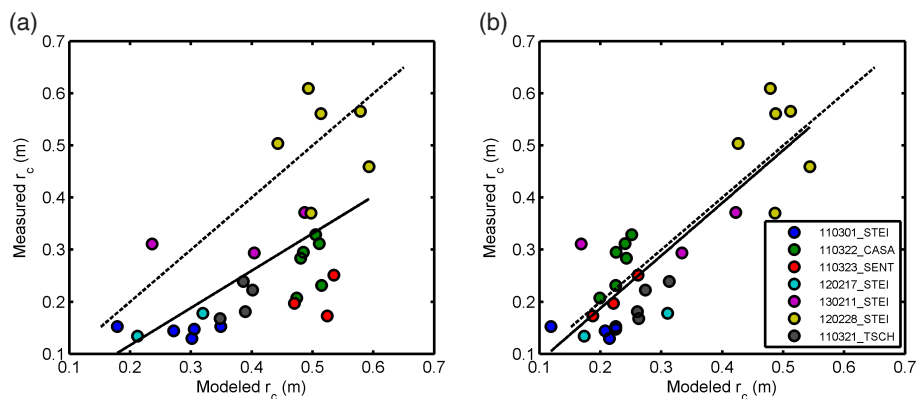 (a)
0.7
0.6
0.5
0.4
0.3
0.2
0.1
Measured r_c (m)
0.1 0.2 0.3 0.4 0.5 0.6 0.7
Modeled r_c (m)
(b)
0.7
0.6
0.5
0.4
0.3
0.2
0.1
Measured r_c (m)
110301_STEI
110322_CASA
110323_SENT
120217_STEI
130211_STEI
120228_STEI
110321_TSCH
0.1 0.2 0.3 0.4 0.5 0.6 0.7
Modeled r_c (m)